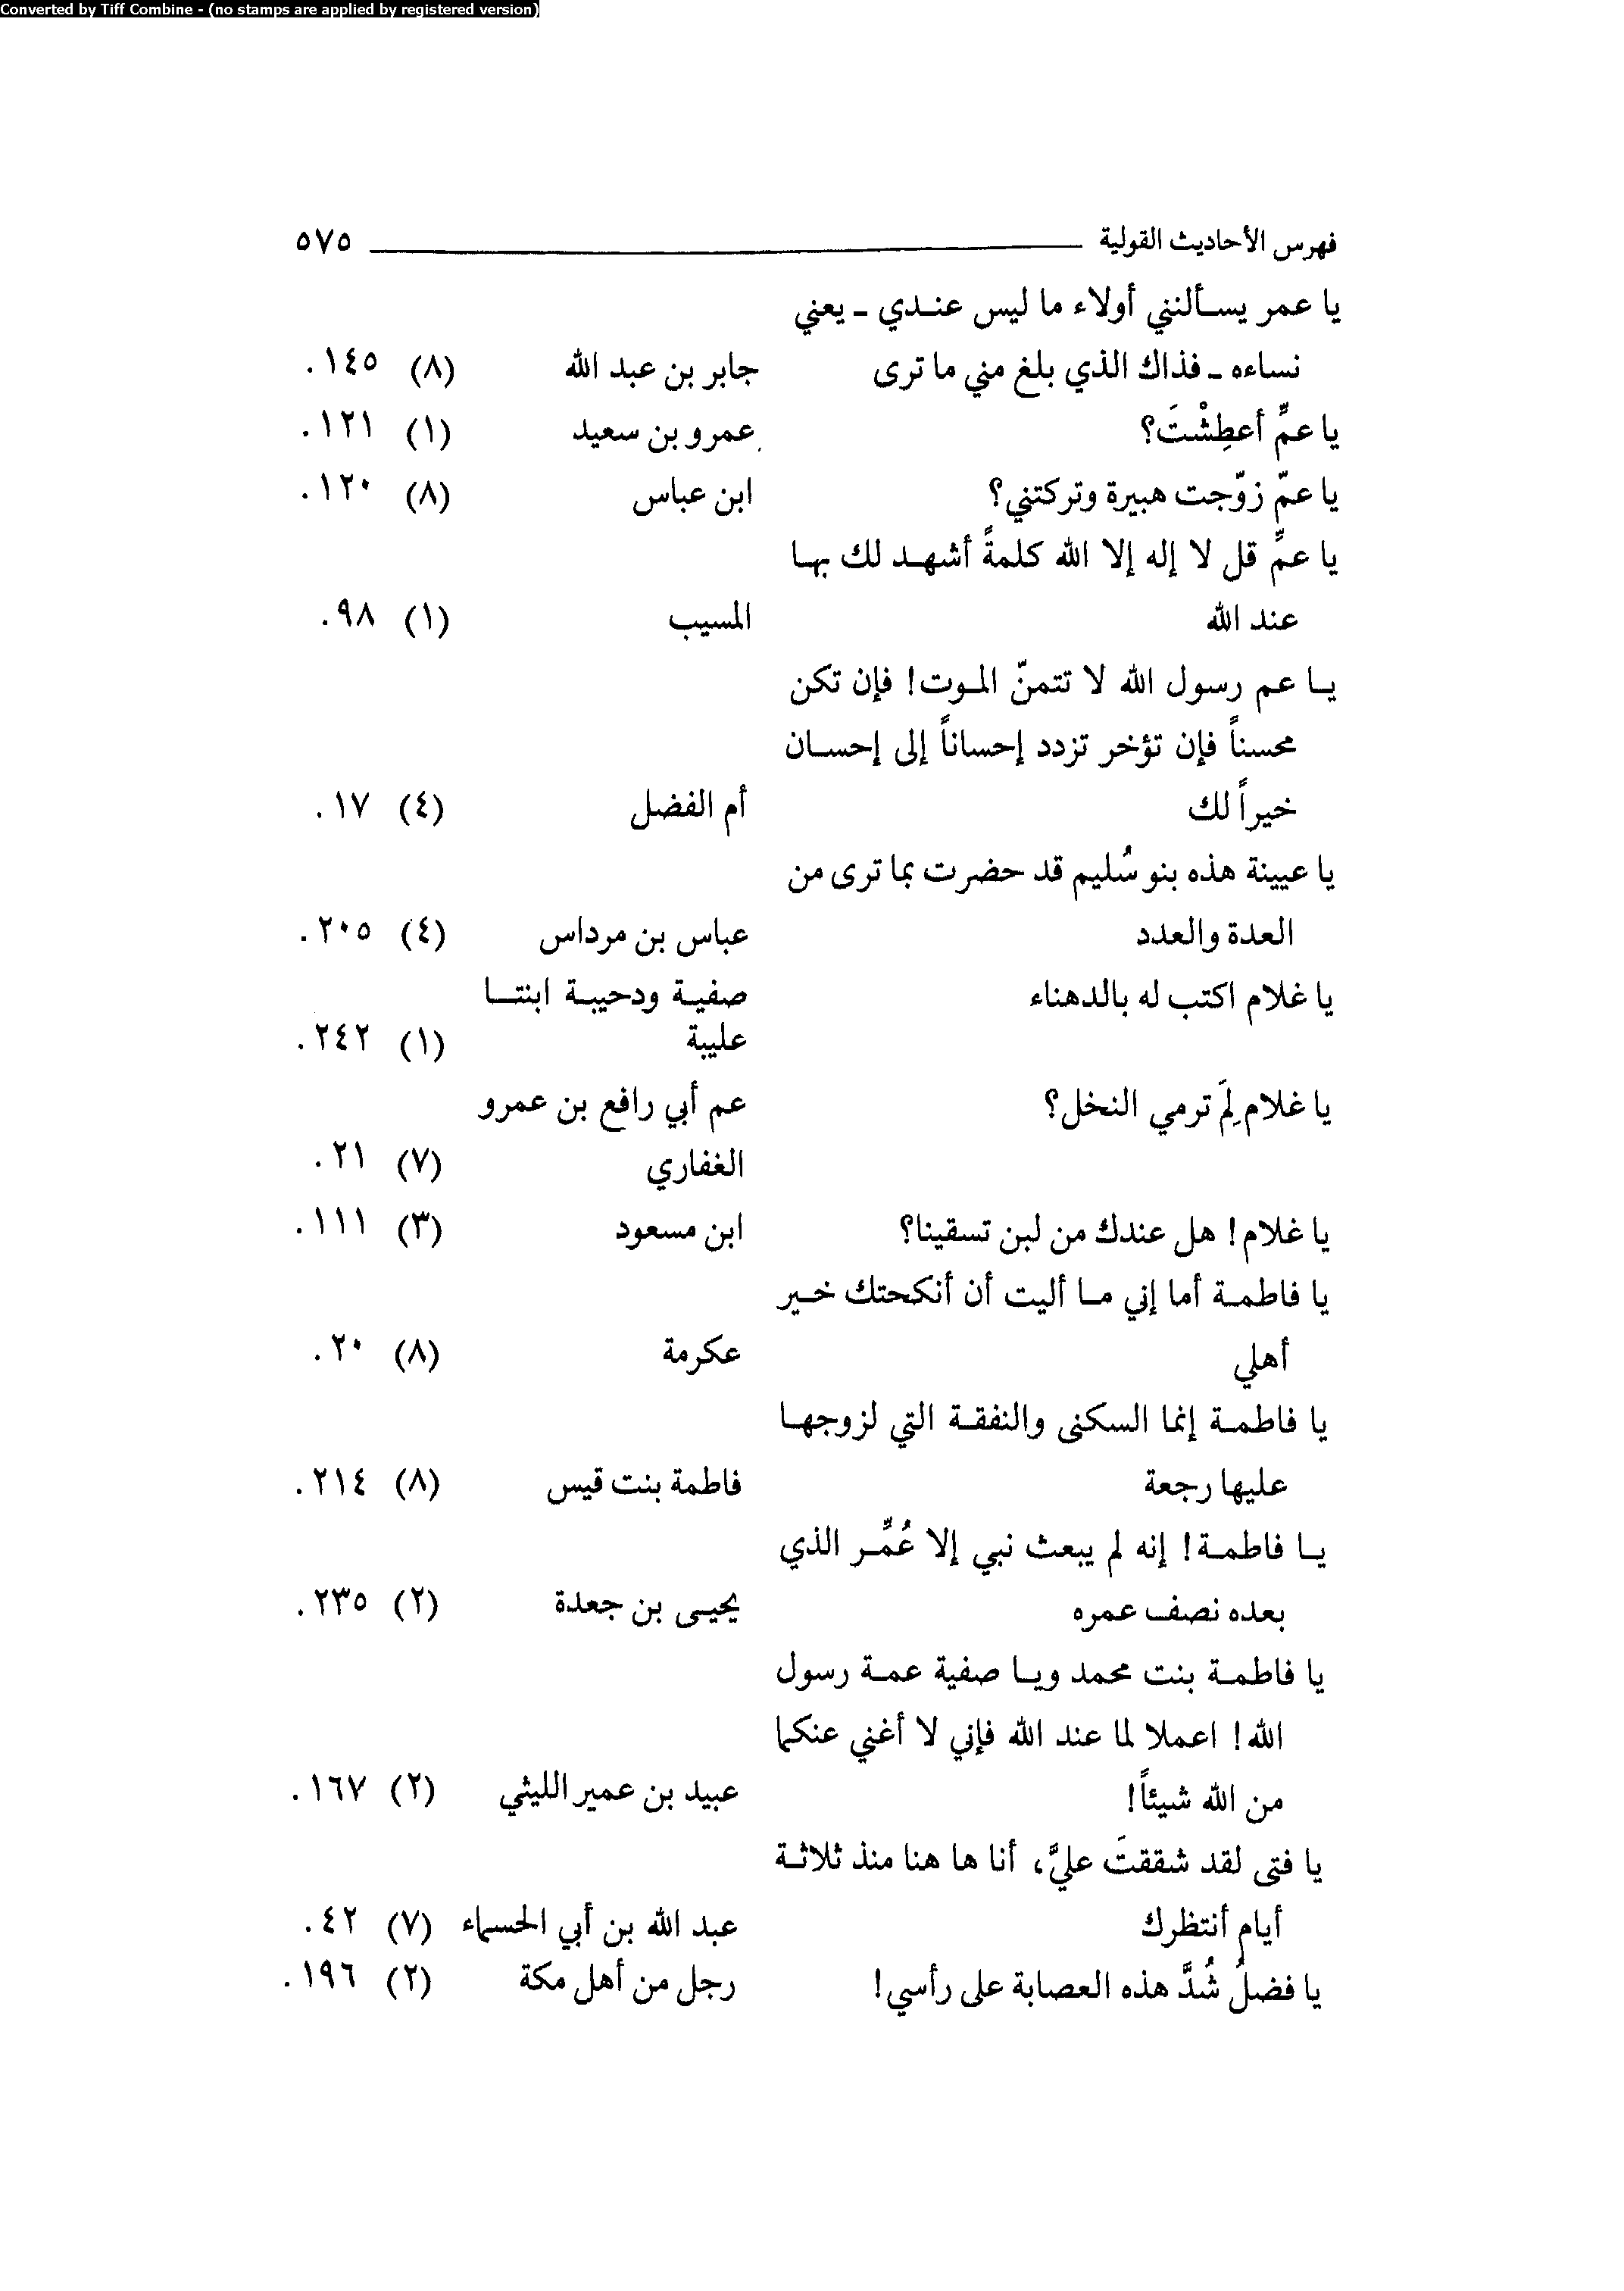 Converted by Tiff Combine - (no stamps are applied by registered version)
فهرس الأحاديث القولية ٥٧٥
يا عمر يسألنني أولاء ما ليس عندي - يعني
نساءه - فذاك الذي بلغ مني ما ترى جابر بن عبد الله (٨) ١٤٥.
يا عمِّ أعطِشْتَ؟ عمرو بن سعيد (١) ١٢١.
يا عمّ زوّجت هبيرة وتركتني؟ ابن عباس (٨) ١٢٠.
يا عمِّ قل لا إله إلا الله كلمةً أشهد لك بها
عند الله المسيب (١) ٩٨.
يا عم رسول الله لا تتمنّ الموت! فإن تكن
محسناً فإن تؤخر تزدد إحساناً إلى إحسان
خيراً لك أم الفضل (٤) ١٧.
يا عيينة هذه بنو سُليم قد حضرت بما ترى من
العدة والعدد عباس بن مرداس (٤) ٢٠٥.
يا غلام اكتب له بالدهناء صفية ودحيبة ابنتا
عليبة (١) ٢٤٢.
يا غلام لِمَ ترمي النخل؟ عم أبي رافع بن عمرو
الغفاري (٧) ٢١.
يا غلام! هل عندك من لبن تسقينا؟ ابن مسعود (٣) ١١١.
يا فاطمة أما إني ما أليت أن أنكحتك خير
أهلي عكرمة (٨) ٢٠.
يا فاطمة إنما السكنى والنفقة التي لزوجها
عليها رجعة فاطمة بنت قيس (٨) ٢١٤.
يا فاطمة! إنه لم يبعث نبي إلا عُمِّر الذي
بعده نصف عمره يحيى بن جعدة (٢) ٢٣٥.
يا فاطمة بنت محمد ويا صفية عمة رسول
الله! اعملا لما عند الله فإني لا أغني عنكما
من الله شيئاً! عبيد بن عمير الليثي (٢) ١٦٧.
يا فتى لقد شققتَ عليَّ، أنا ها هنا منذ ثلاثة
أيام أنتظرك عبد الله بن أبي الحسماء (٧) ٤٢.
يا فضلُ شُدَّ هذه العصابة على رأسي! رجل من أهل مكة (٢) ١٩٦.